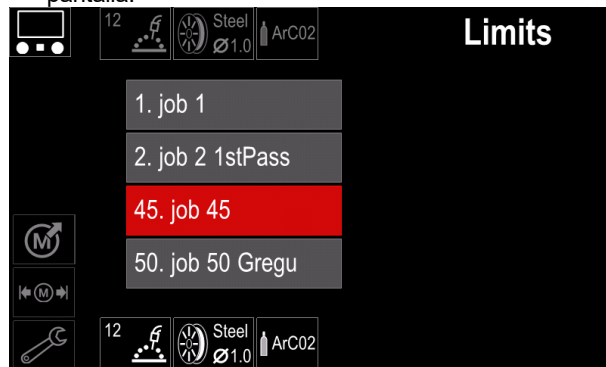 pantalla.
12
Steel
Ø1.0
ArC02
Limits
1. job 1
2. job 2 1stPass
45. job 45
50. job 50 Gregu
M
M
12
Steel
Ø1.0
ArC02